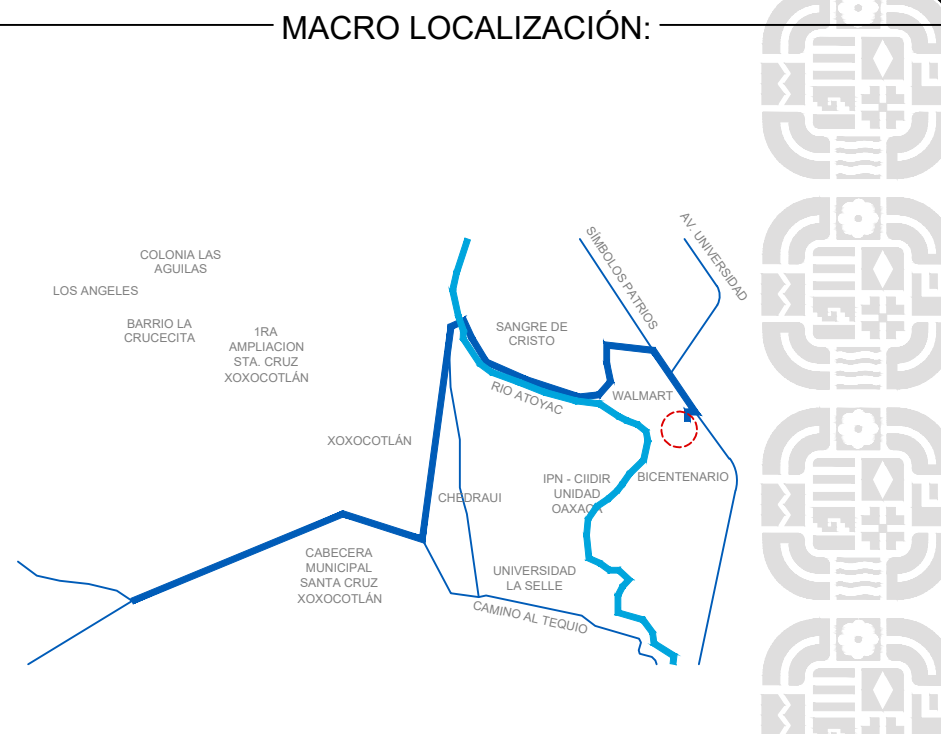 MACRO LOCALIZACIÓN:
AV. UNIVERSIDAD
SÍMBOLOS PATRIOS
COLONIA LAS
AGUILAS
LOS ANGELES
BARRIO LA
CRUCECITA
1RA
AMPLIACION
STA. CRUZ
XOXOCOTLÁN
SANGRE DE
CRISTO
RIO ATOYAC
WALMART
XOXOCOTLÁN
CHEDRAUI
IPN - CIIDIR
UNIDAD
OAXACA
BICENTENARIO
CABECERA
MUNICIPAL
SANTA CRUZ
XOXOCOTLÁN
UNIVERSIDAD
LA SELLE
CAMINO AL TEQUIO